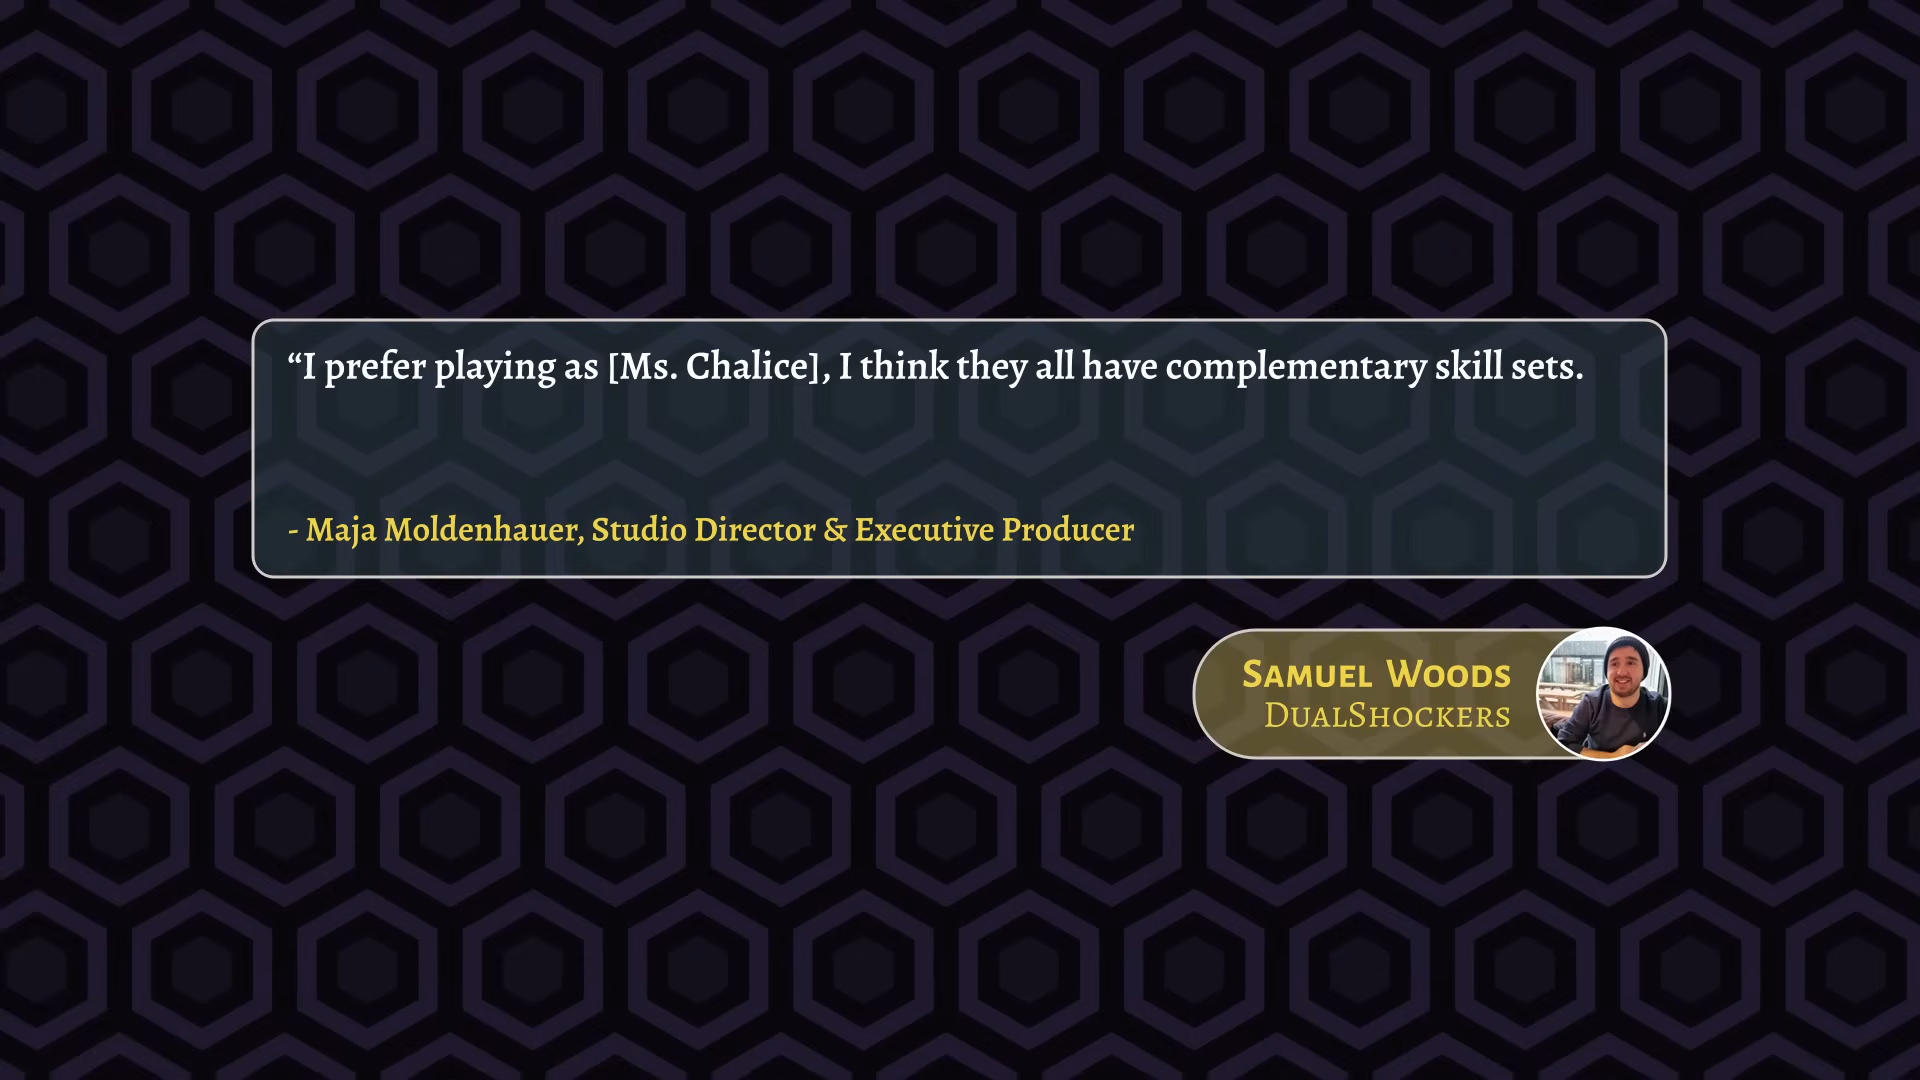 “I prefer playing as [Ms. Chalice], I think they all have complementary skill sets.
- Maja Moldenhauer, Studio Director & Executive Producer
Samuel Woods
DualShockers